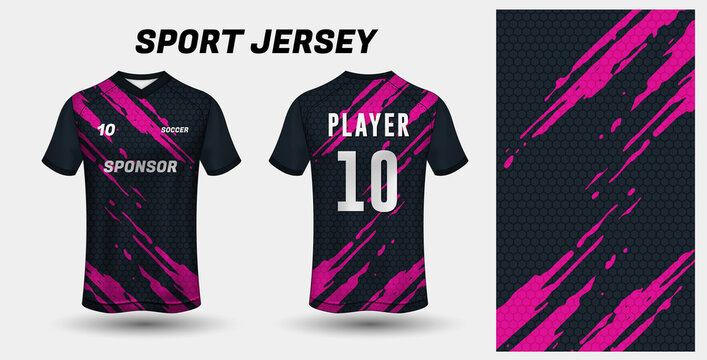 SPORT JERSEY
10 SOCCER
SPONSOR
PLAYER
10